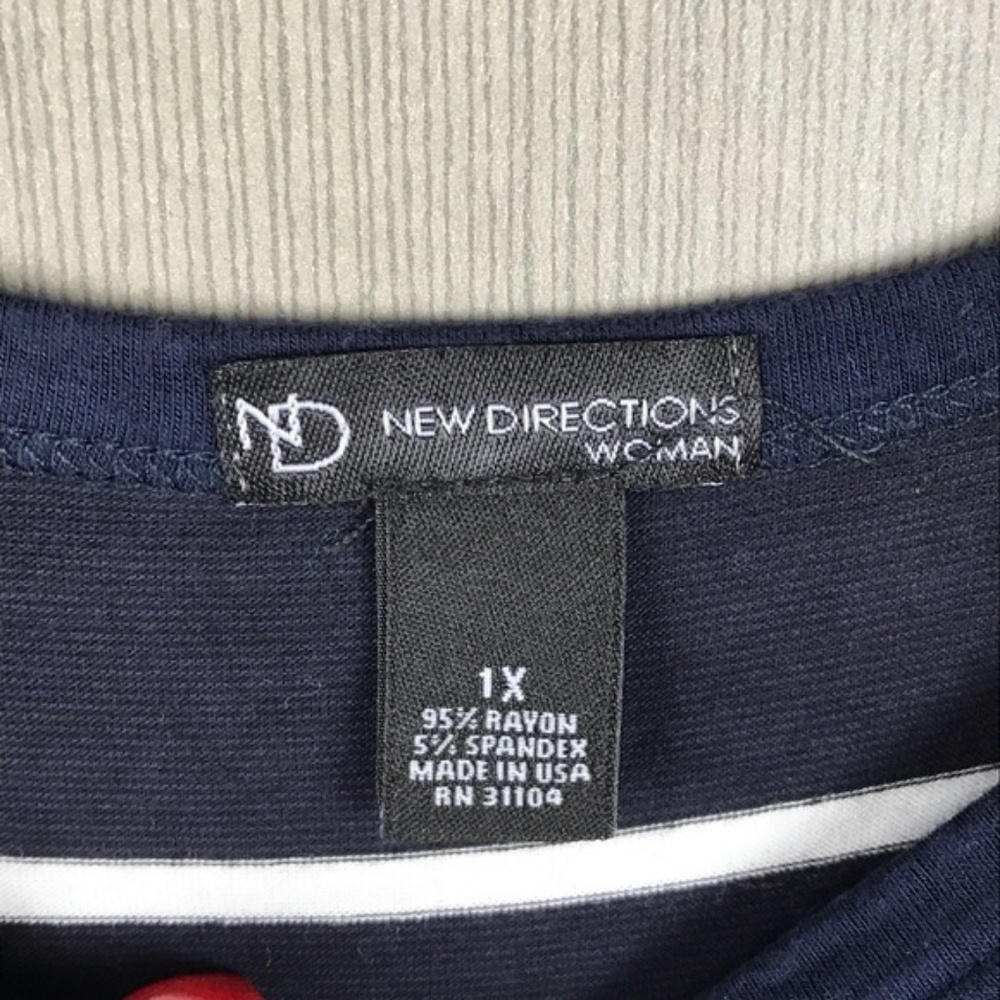 ND NEW DIRECTIONS
WOMAN
1X
95% RAYON
5% SPANDEX
MADE IN USA
RN 31104